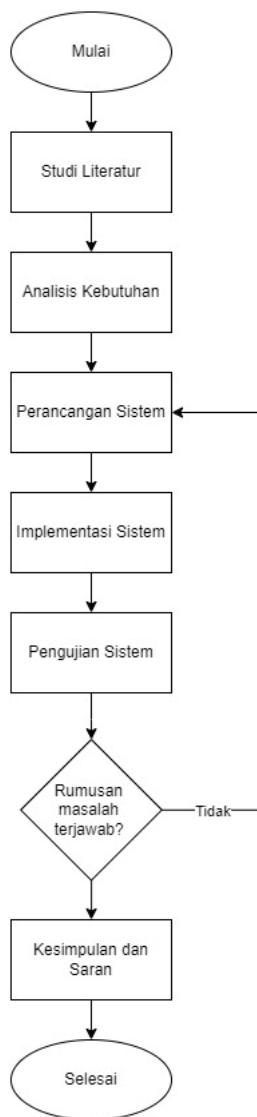 Mulai
Studi Literatur
Analisis Kebutuhan
Perancangan Sistem
Implementasi Sistem
Pengujian Sistem
Rumusan
masalah
terjawab?
Tidak
Kesimpulan dan
Saran
Selesai